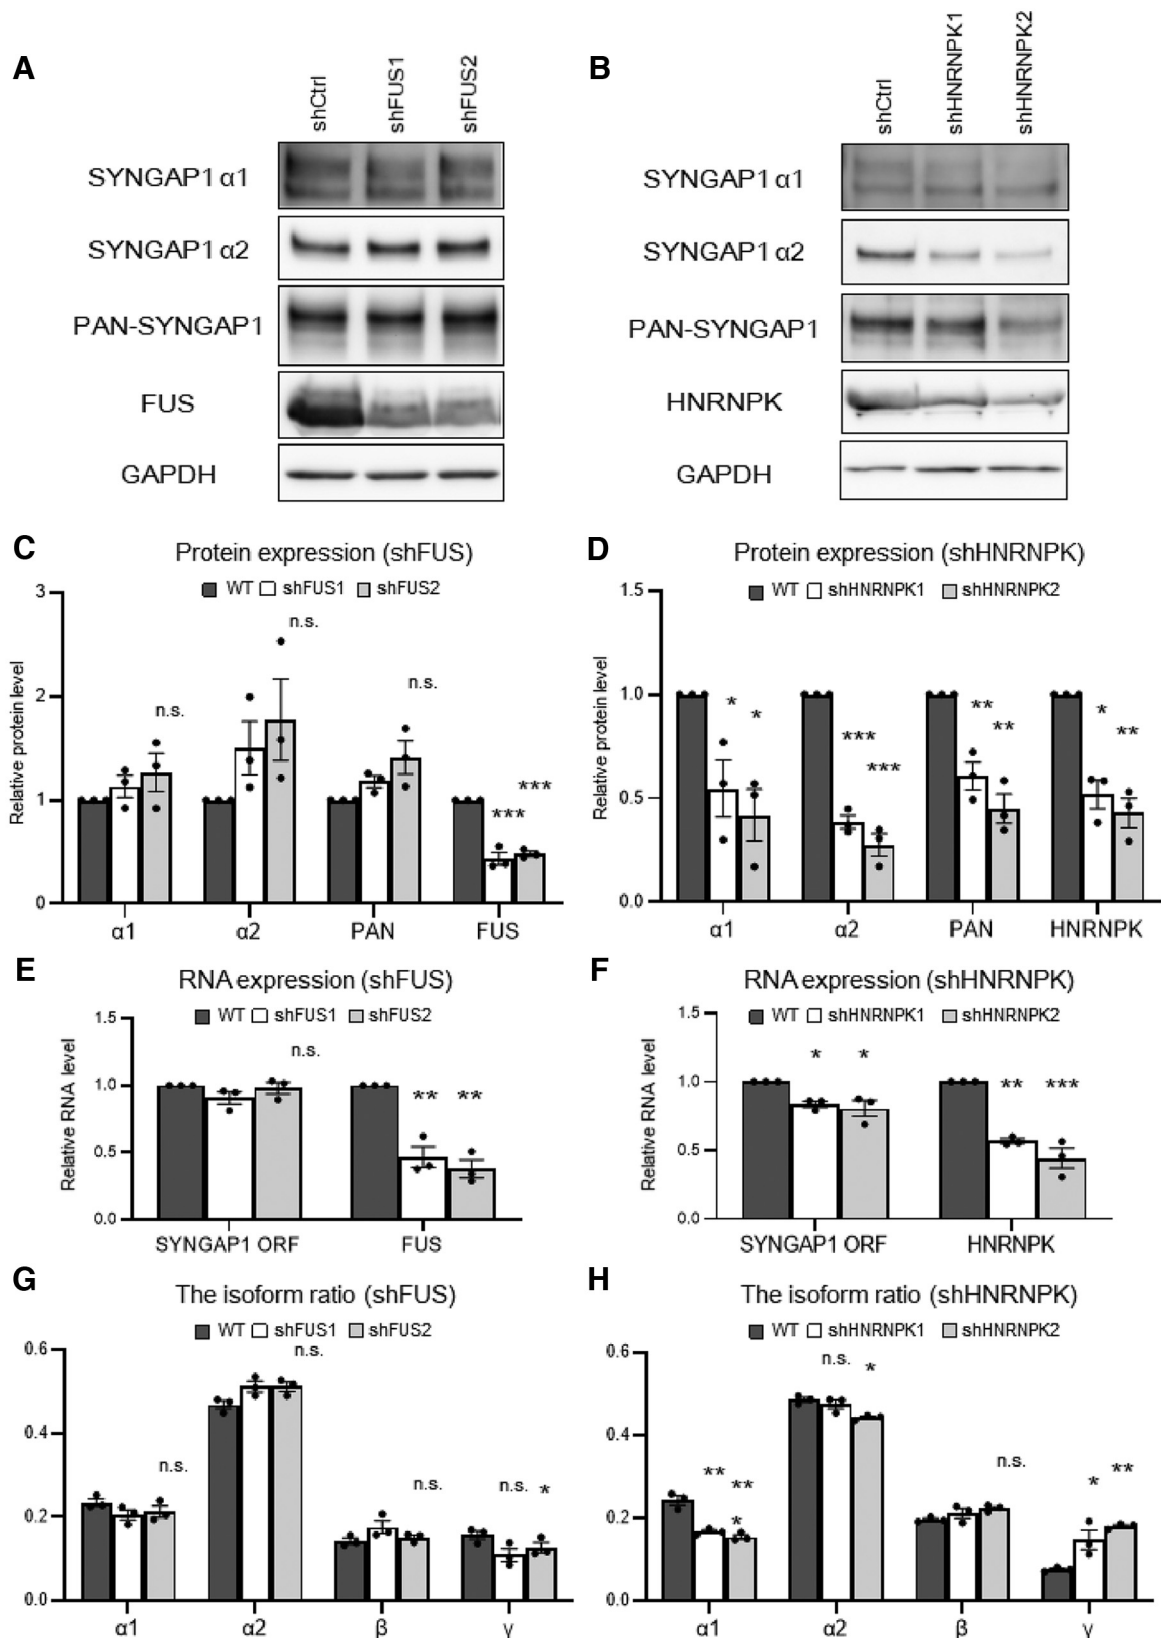 A
shCtrl
shFUS1
shFUS2
SYNGAP1 α1
SYNGAP1 α2
PAN-SYNGAP1
FUS
GAPDH
B
shCtrl
shHNRNPK1
shHNRNPK2
SYNGAP1 α1
SYNGAP1 α2
PAN-SYNGAP1
HNRNPK
GAPDH
C
Protein expression (shFUS)
WT shFUS1 shFUS2
Relative protein level
3
2
1
0
n.s.
n.s.
n.s.
***
***
α1 α2 PAN FUS
D
Protein expression (shHNRNPK)
WT shHNRNPK1 shHNRNPK2
Relative protein level
1.5
1.0
0.5
0.0
* * *** *** ** ** * **
α1 α2 PAN HNRNPK
E
RNA expression (shFUS)
WT shFUS1 shFUS2
Relative RNA level
1.5
1.0
0.5
0.0
n.s.
** **
SYNGAP1 ORF FUS
F
RNA expression (shHNRNPK)
WT shHNRNPK1 shHNRNPK2
Relative RNA level
1.5
1.0
0.5
0.0
* * ** ***
SYNGAP1 ORF HNRNPK
G
The isoform ratio (shFUS)
WT shFUS1 shFUS2
0.6
0.4
0.2
0.0
n.s.
n.s.
n.s.
n.s. *
α1 α2 β γ
H
The isoform ratio (shHNRNPK)
WT shHNRNPK1 shHNRNPK2
0.6
0.4
0.2
0.0
** **
*
n.s. *
n.s.
* **
α1 α2 β γ